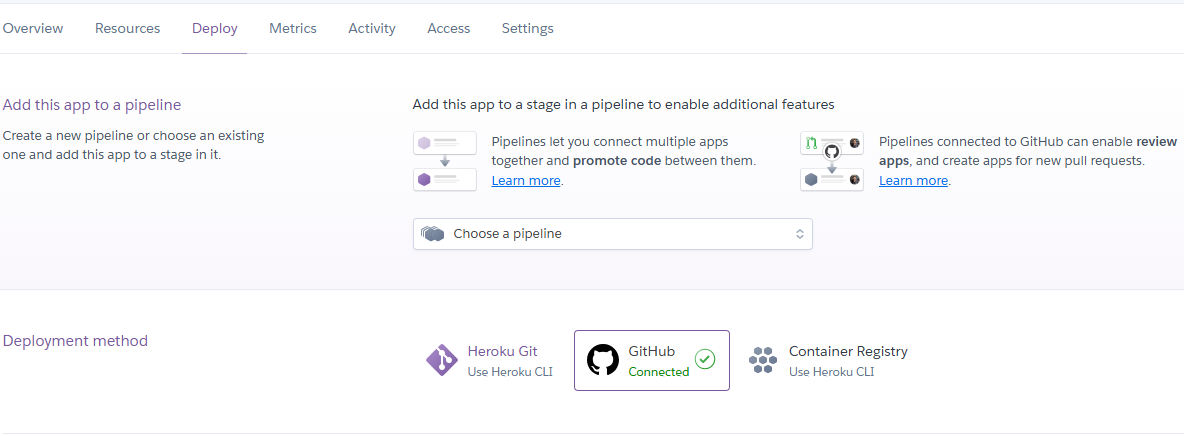 Overview Resources Deploy Metrics Activity Access Settings
Add this app to a pipeline
Create a new pipeline or choose an existing
one and add this app to a stage in it.
Add this app to a stage in a pipeline to enable additional features
Pipelines let you connect multiple apps
together and promote code between them.
Learn more.
Pipelines connected to GitHub can enable review
apps, and create apps for new pull requests.
Learn more.
Choose a pipeline
Deployment method
Heroku Git
Use Heroku CLI
GitHub
Connected
Container Registry
Use Heroku CLI